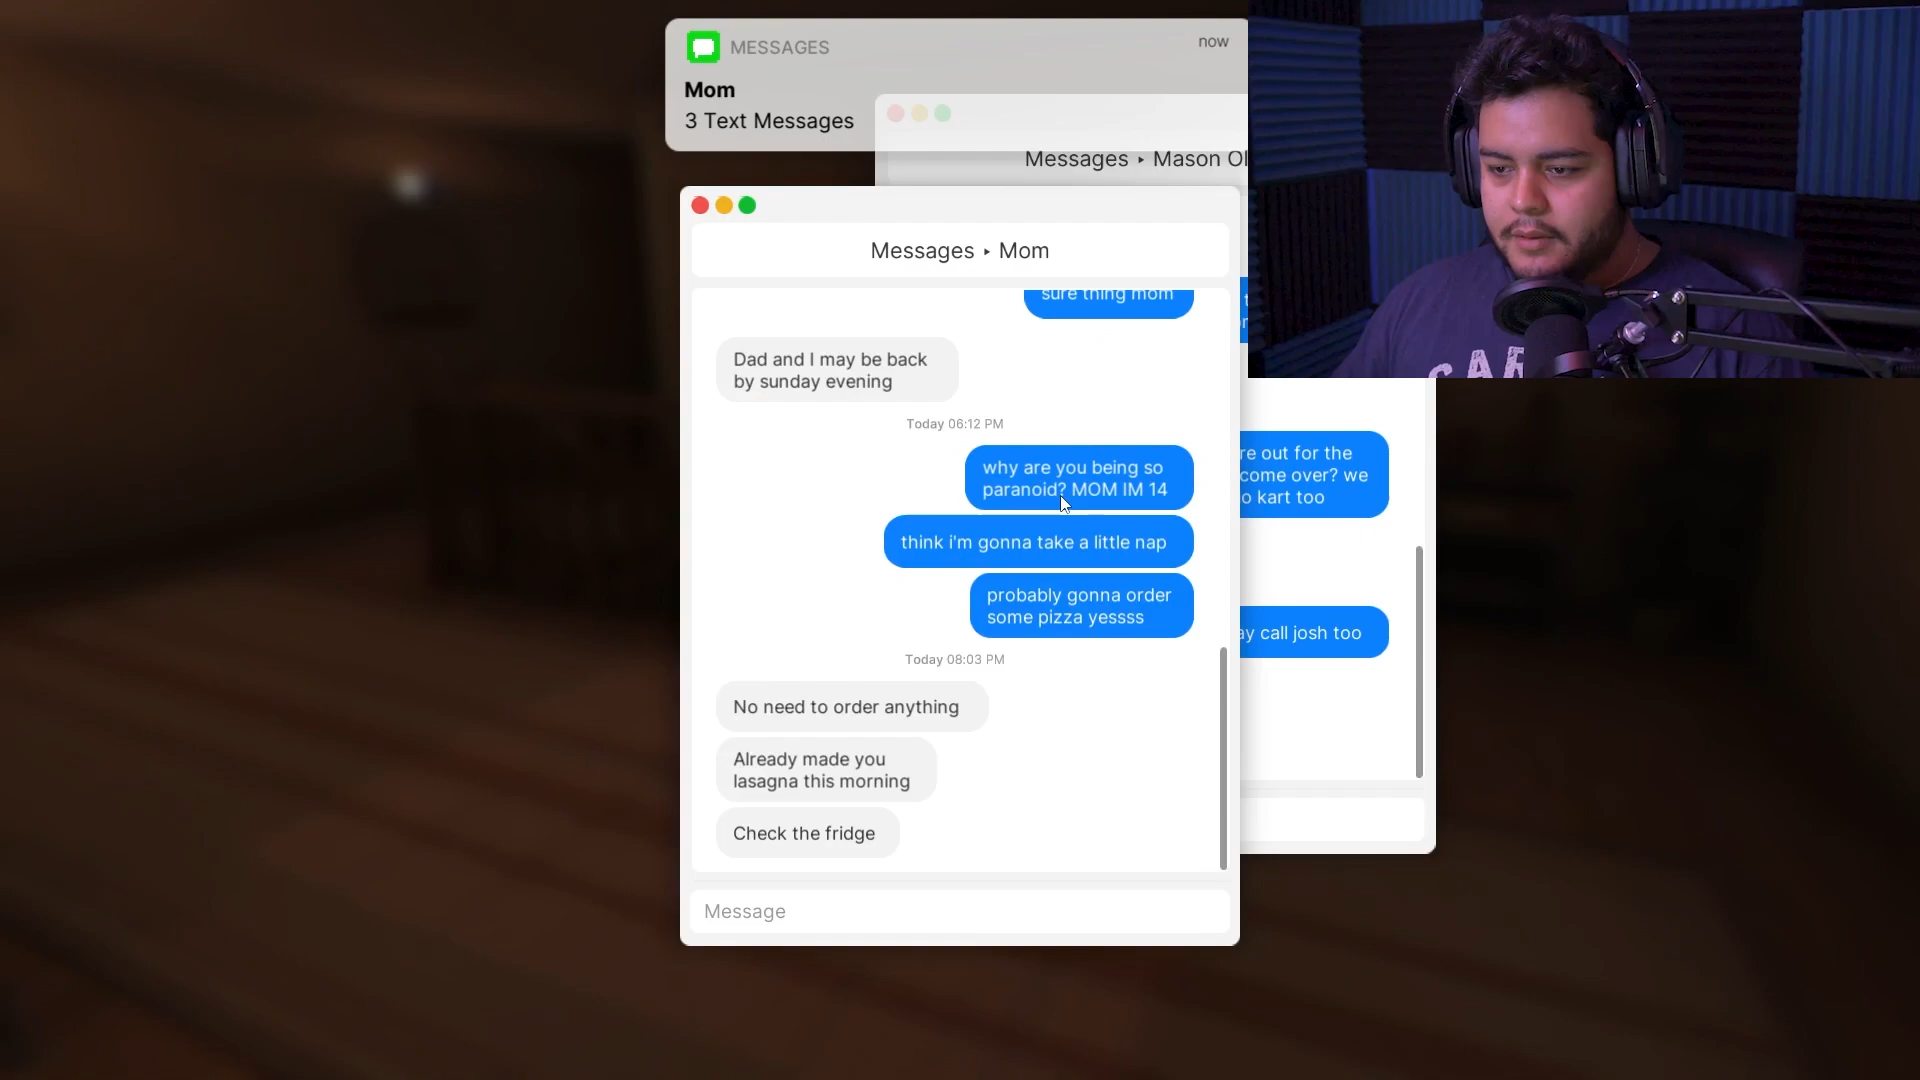 MESSAGES
now
Mom
3 Text Messages
Messages ‣ Mason
Messages ‣ Mom
sure thing mom
Dad and I may be back
by sunday evening
Today 06:12 PM
why are you being so
paranoid? MOM IM 14
think i'm gonna take a little nap
probably gonna order
some pizza yessss
Today 08:03 PM
No need to order anything
Already made you
lasagna this morning
Check the fridge
Message
out for the
come over? we
kart too
call josh too